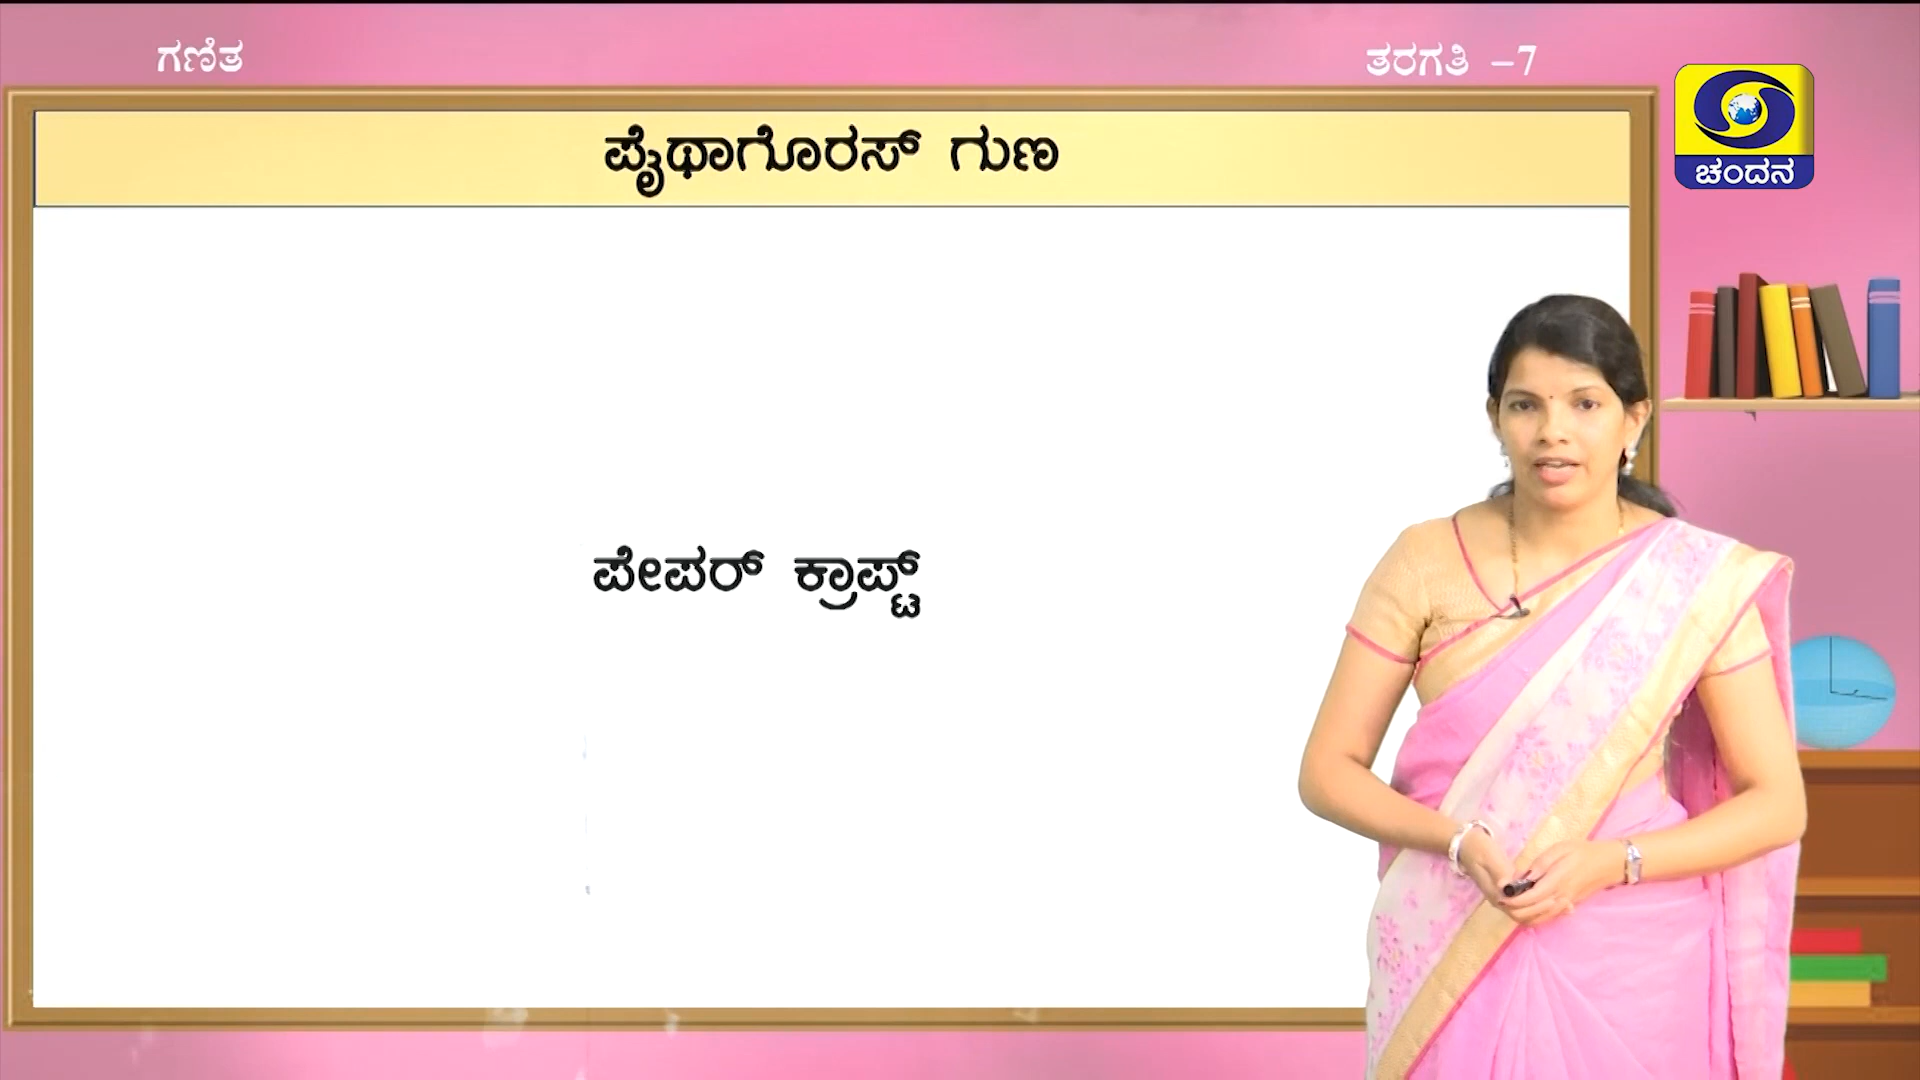 ಗಣಿತ
ತರಗತಿ –7
ಚಂದನ
ಪೈಥಾಗೊರಸ್ ಗುಣ
ಪೇಪರ್ ಕ್ರಾಪ್ಟ್